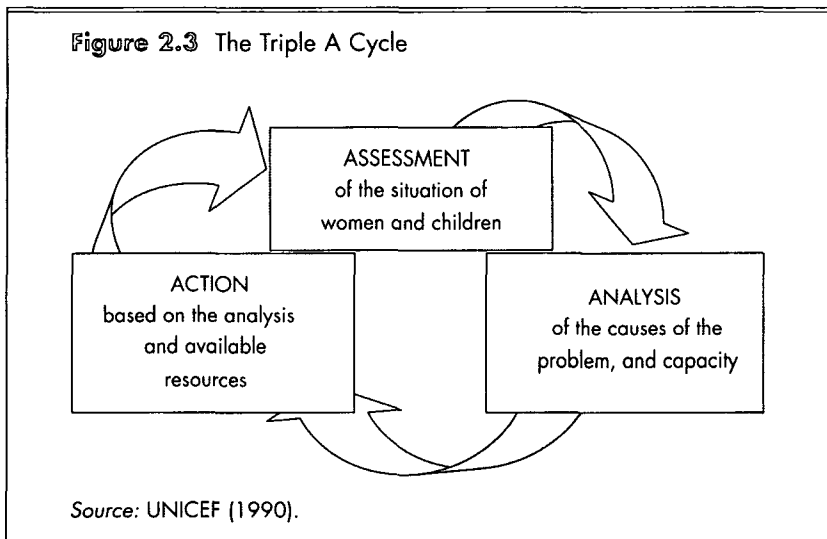 Figure 2.3 The Triple A Cycle
ASSESSMENT
of the situation of
women and children
ACTION
based on the analysis
and available
resources
ANALYSIS
of the causes of the
problem, and capacity
Source: UNICEF (1990).